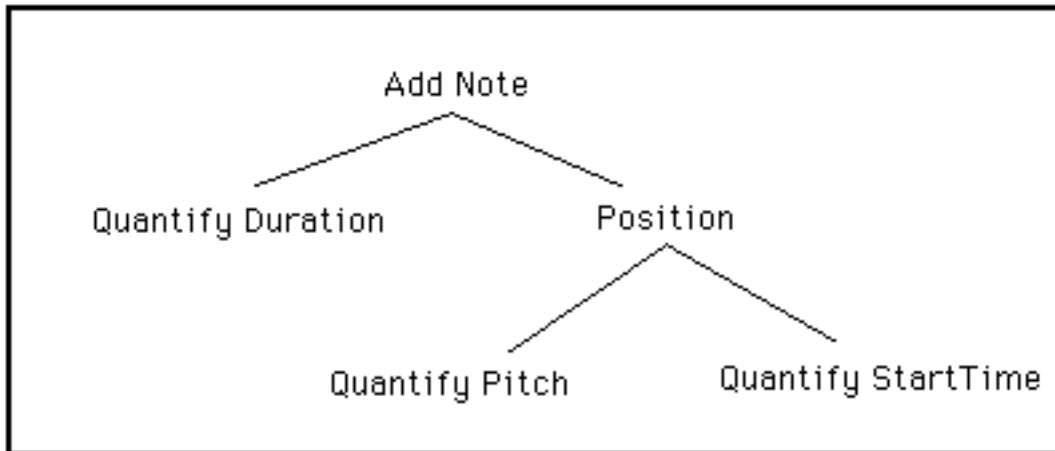 Add Note
Quantify Duration
Position
Quantify Pitch
Quantify StartTime